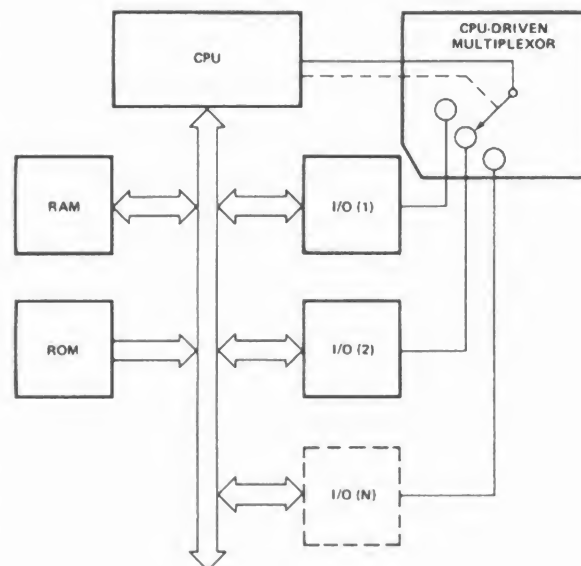 CPU
CPU-DRIVEN
MULTIPLEXOR
RAM
I/O (1)
ROM
I/O (2)
I/O (N)